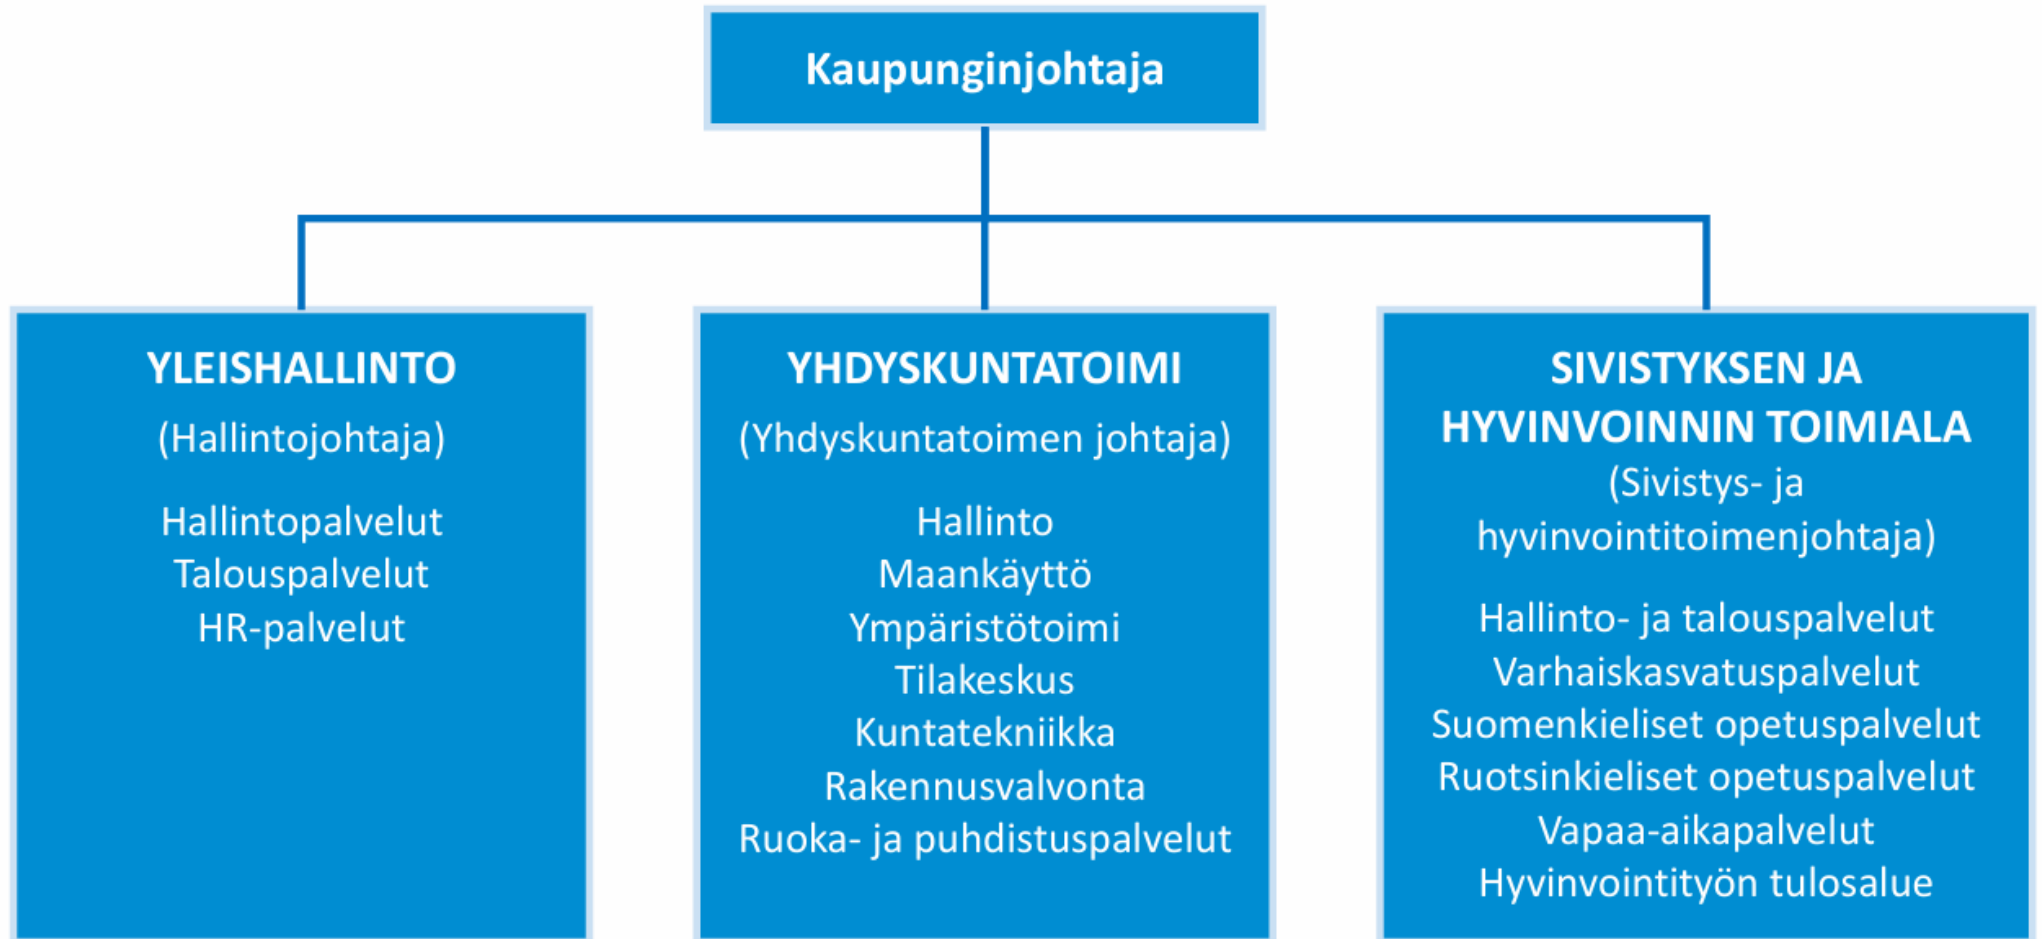 Kaupunginjohtaja
YLEISHALLINTO
(Hallintojohtaja)
Hallintopalvelut
Talouspalvelut
HR-palvelut
YHDYSKUNTATOIMI
(Yhdyskuntatoimen johtaja)
Hallinto
Maankäyttö
Ympäristötoimi
Tilakeskus
Kuntatekniikka
Rakennusvalvonta
Ruoka- ja puhdistuspalvelut
SIVISTYKSEN JA
HYVINVOINNIN TOIMIALA
(Sivistys- ja
hyvinvointitoimenjohtaja)
Hallinto- ja talouspalvelut
Varhaiskasvatuspalvelut
Suomenkieliset opetuspalvelut
Ruotsinkieliset opetuspalvelut
Vapaa-aikapalvelut
Hyvinvointityön tulosalue